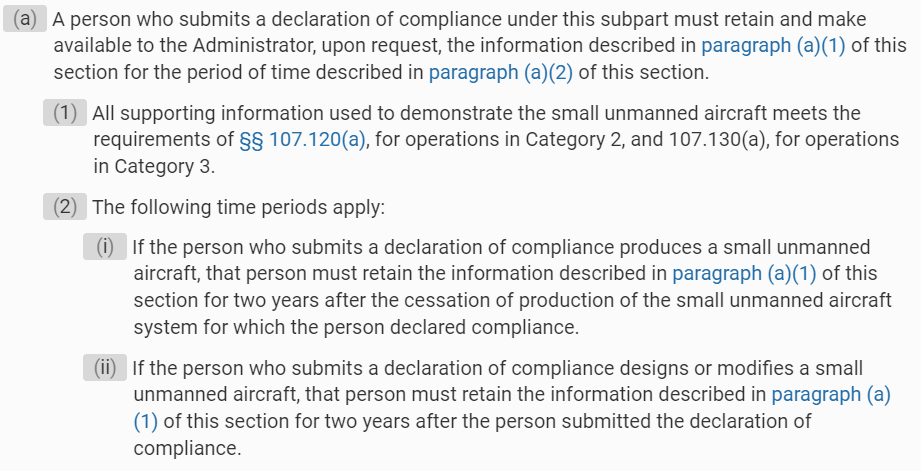 (a) A person who submits a declaration of compliance under this subpart must retain and make
available to the Administrator, upon request, the information described in paragraph (a)(1) of this
section for the period of time described in paragraph (a)(2) of this section.
(1) All supporting information used to demonstrate the small unmanned aircraft meets the
requirements of §§ 107.120(a), for operations in Category 2, and 107.130(a), for operations
in Category 3.
(2) The following time periods apply:
(i) If the person who submits a declaration of compliance produces a small unmanned
aircraft, that person must retain the information described in paragraph (a)(1) of this
section for two years after the cessation of production of the small unmanned aircraft
system for which the person declared compliance.
(ii) If the person who submits a declaration of compliance designs or modifies a small
unmanned aircraft, that person must retain the information described in paragraph (a)
(1) of this section for two years after the person submitted the declaration of
compliance.